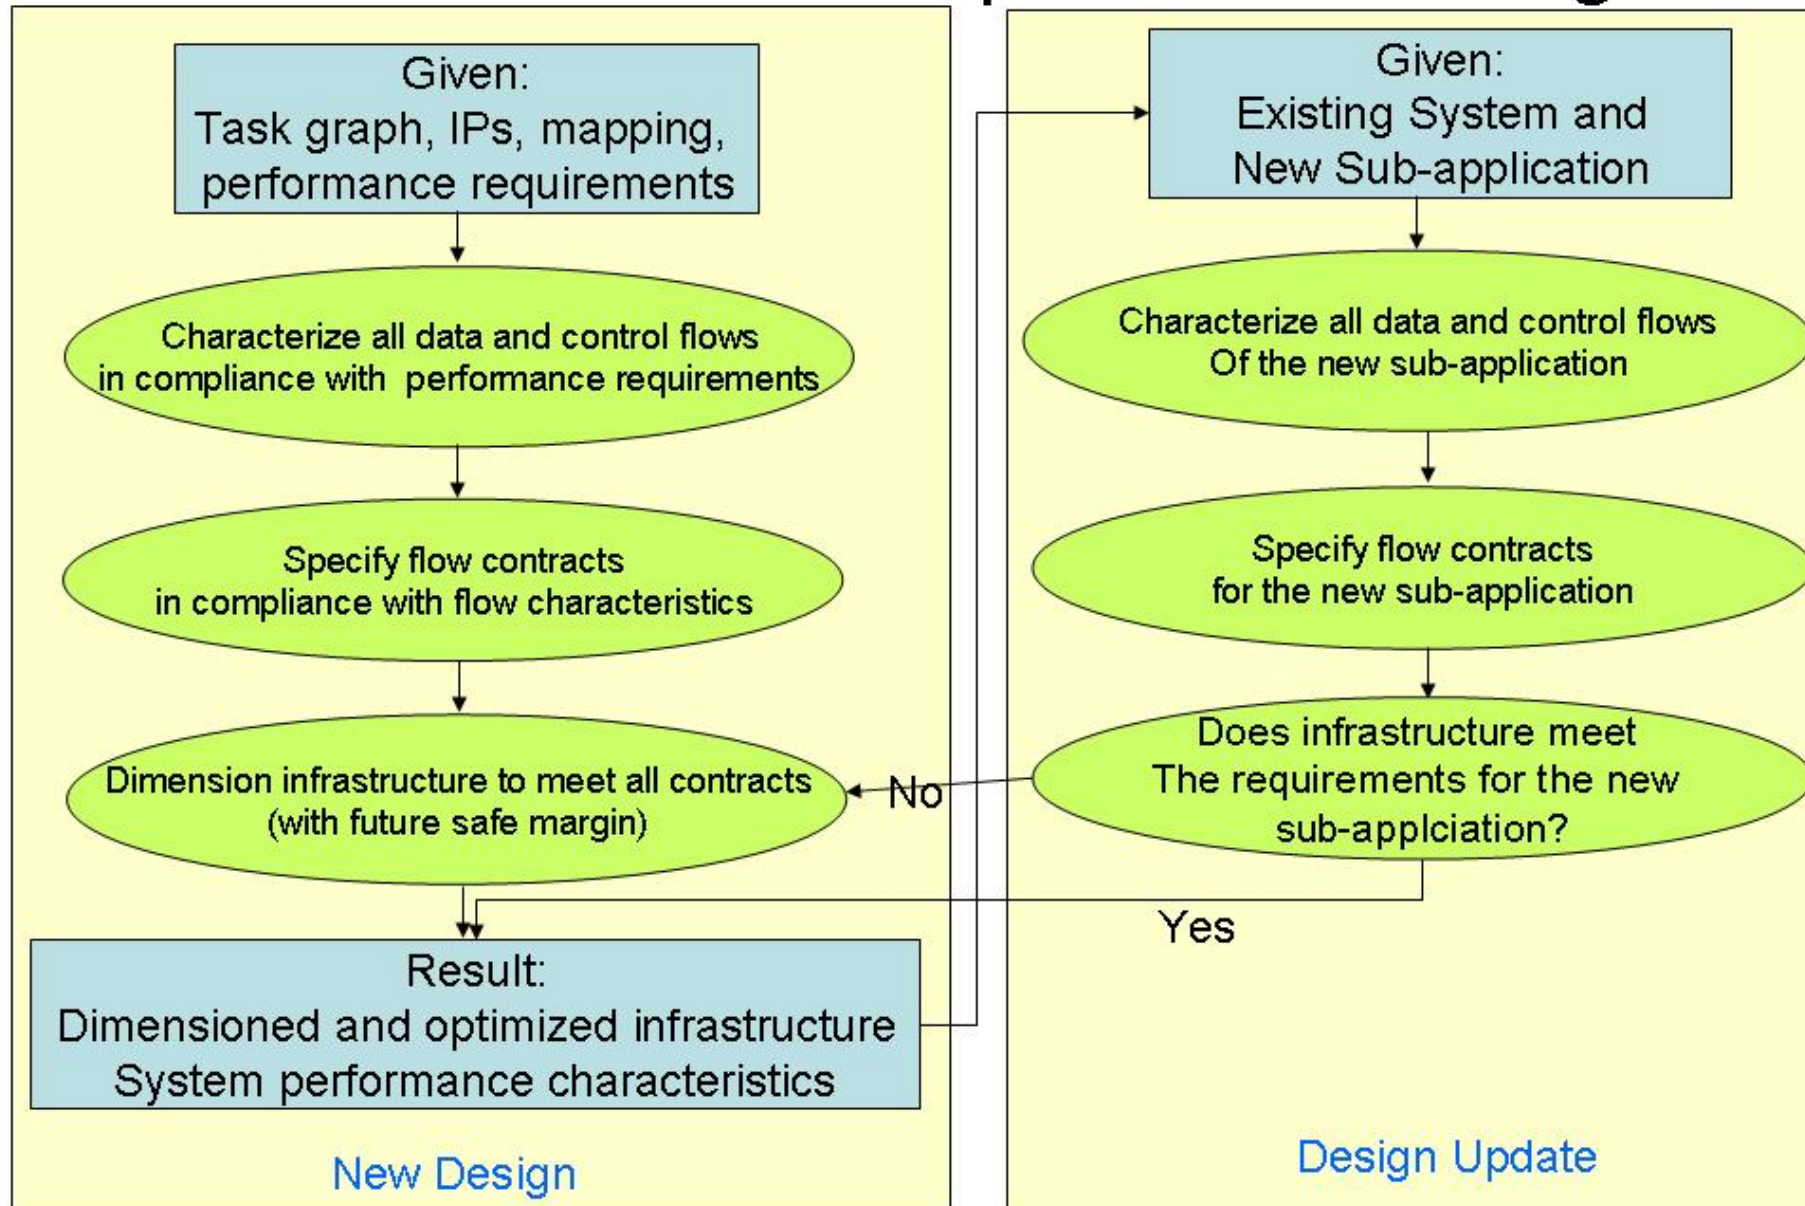 Given:
Task graph, IPs, mapping,
performance requirements
Characterize all data and control flows
in compliance with performance requirements
Specify flow contracts
in compliance with flow characteristics
Dimension infrastructure to meet all contracts
(with future safe margin)
Result:
Dimensioned and optimized infrastructure
System performance characteristics
New Design
Given:
Existing System and
New Sub-application
Characterize all data and control flows
Of the new sub-application
Specify flow contracts
for the new sub-application
Does infrastructure meet
The requirements for the new
sub-applciation?
No
Yes
Design Update